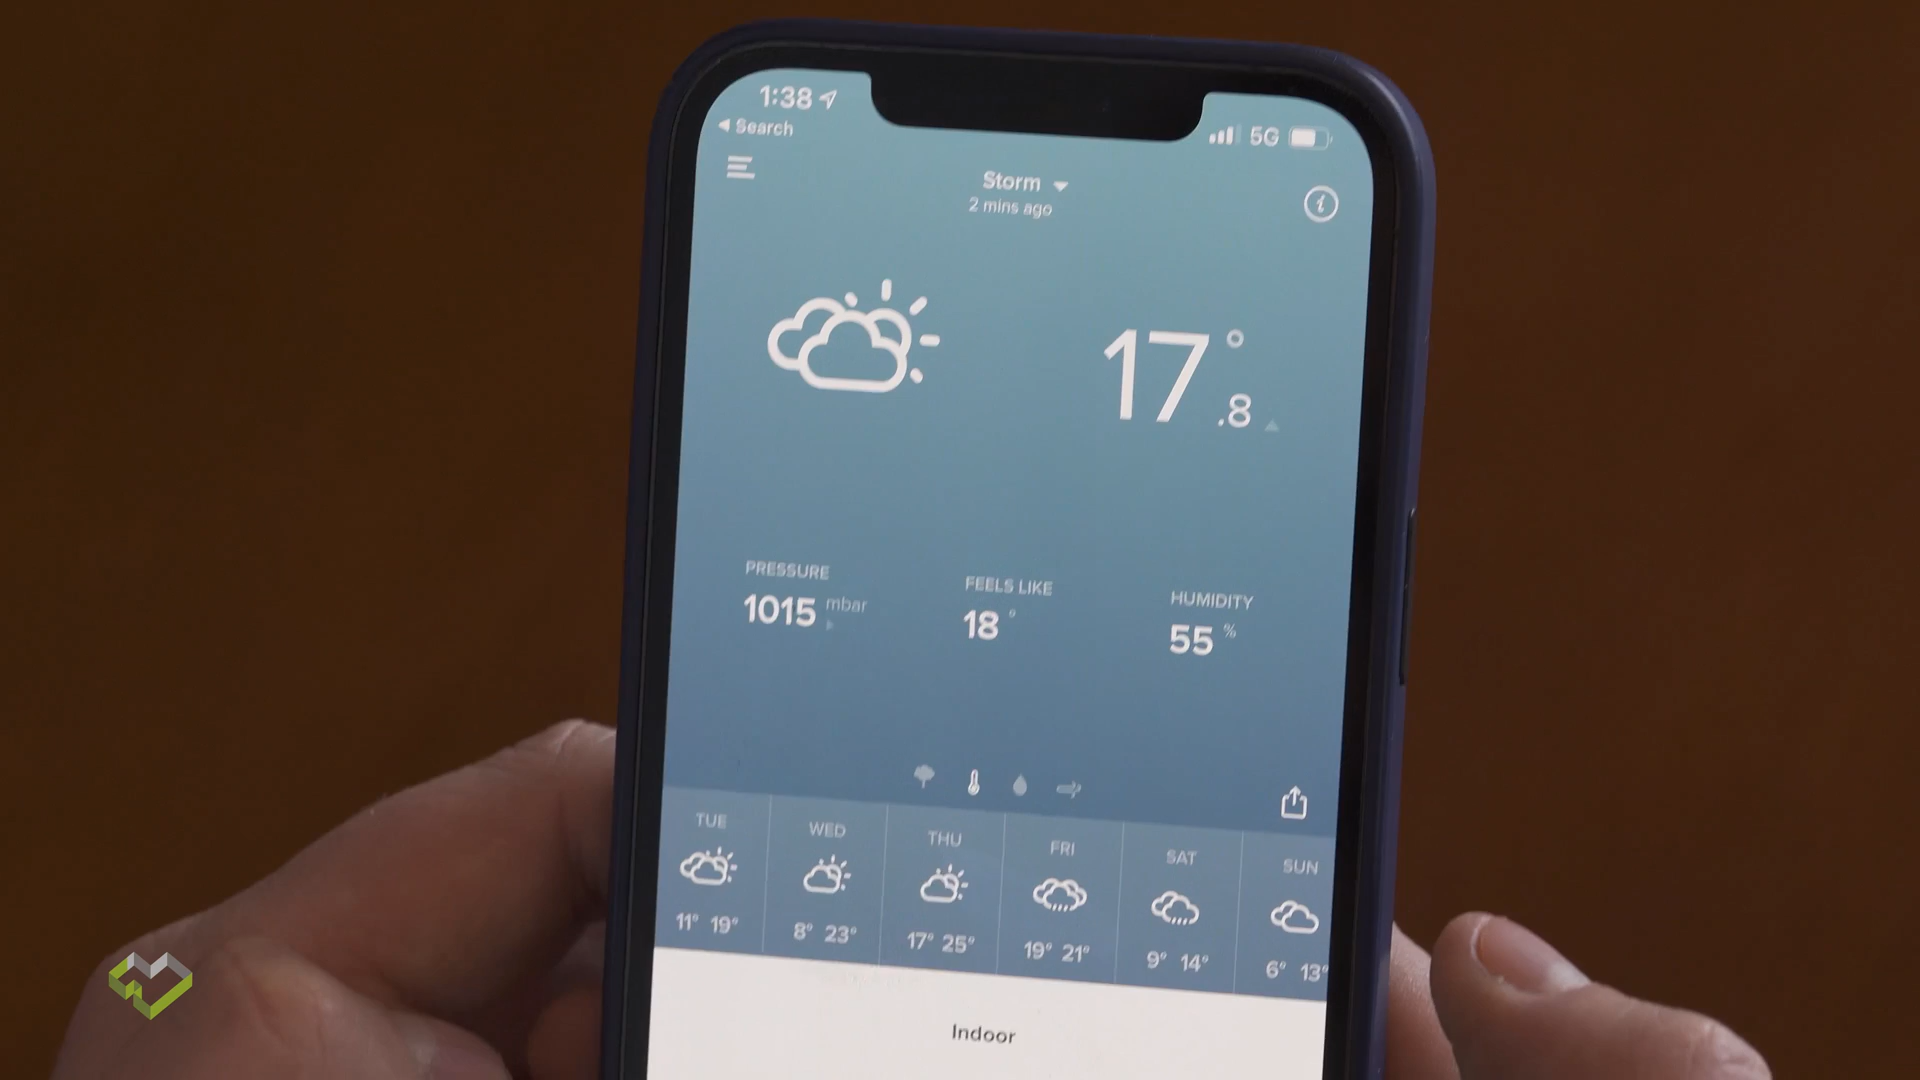 1:38
Search
5G
Storm
2 mins ago
17.8°
PRESSURE
1015 mbar
FEELS LIKE
18°
HUMIDITY
55 %
TUE WED THU FRI SAT SUN
11° 19° 8° 23° 17° 25° 19° 21° 9° 14° 6° 13°
Indoor